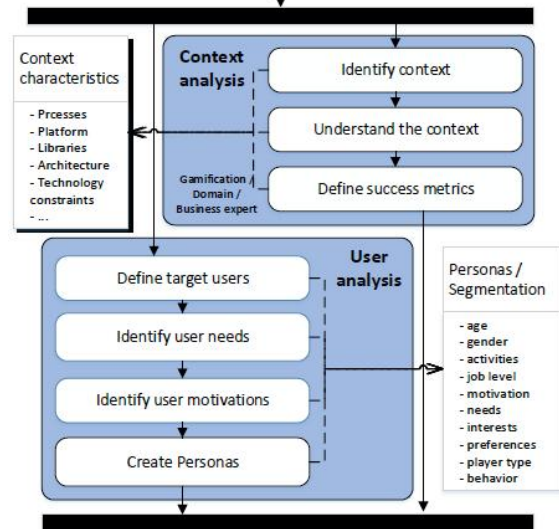 Context
characteristics
- Prcesses
- Platform
- Libraries
- Architecture
- Technology
constraints
- ...
Context
analysis
Gamification /
Domain /
Business expert
Identify context
Understand the context
Define success metrics
User
analysis
Define target users
Identify user needs
Identify user motivations
Create Personas
Personas /
Segmentation
- age
- gender
- activities
- job level
- motivation
- needs
- interests
- preferences
- player type
- behavior